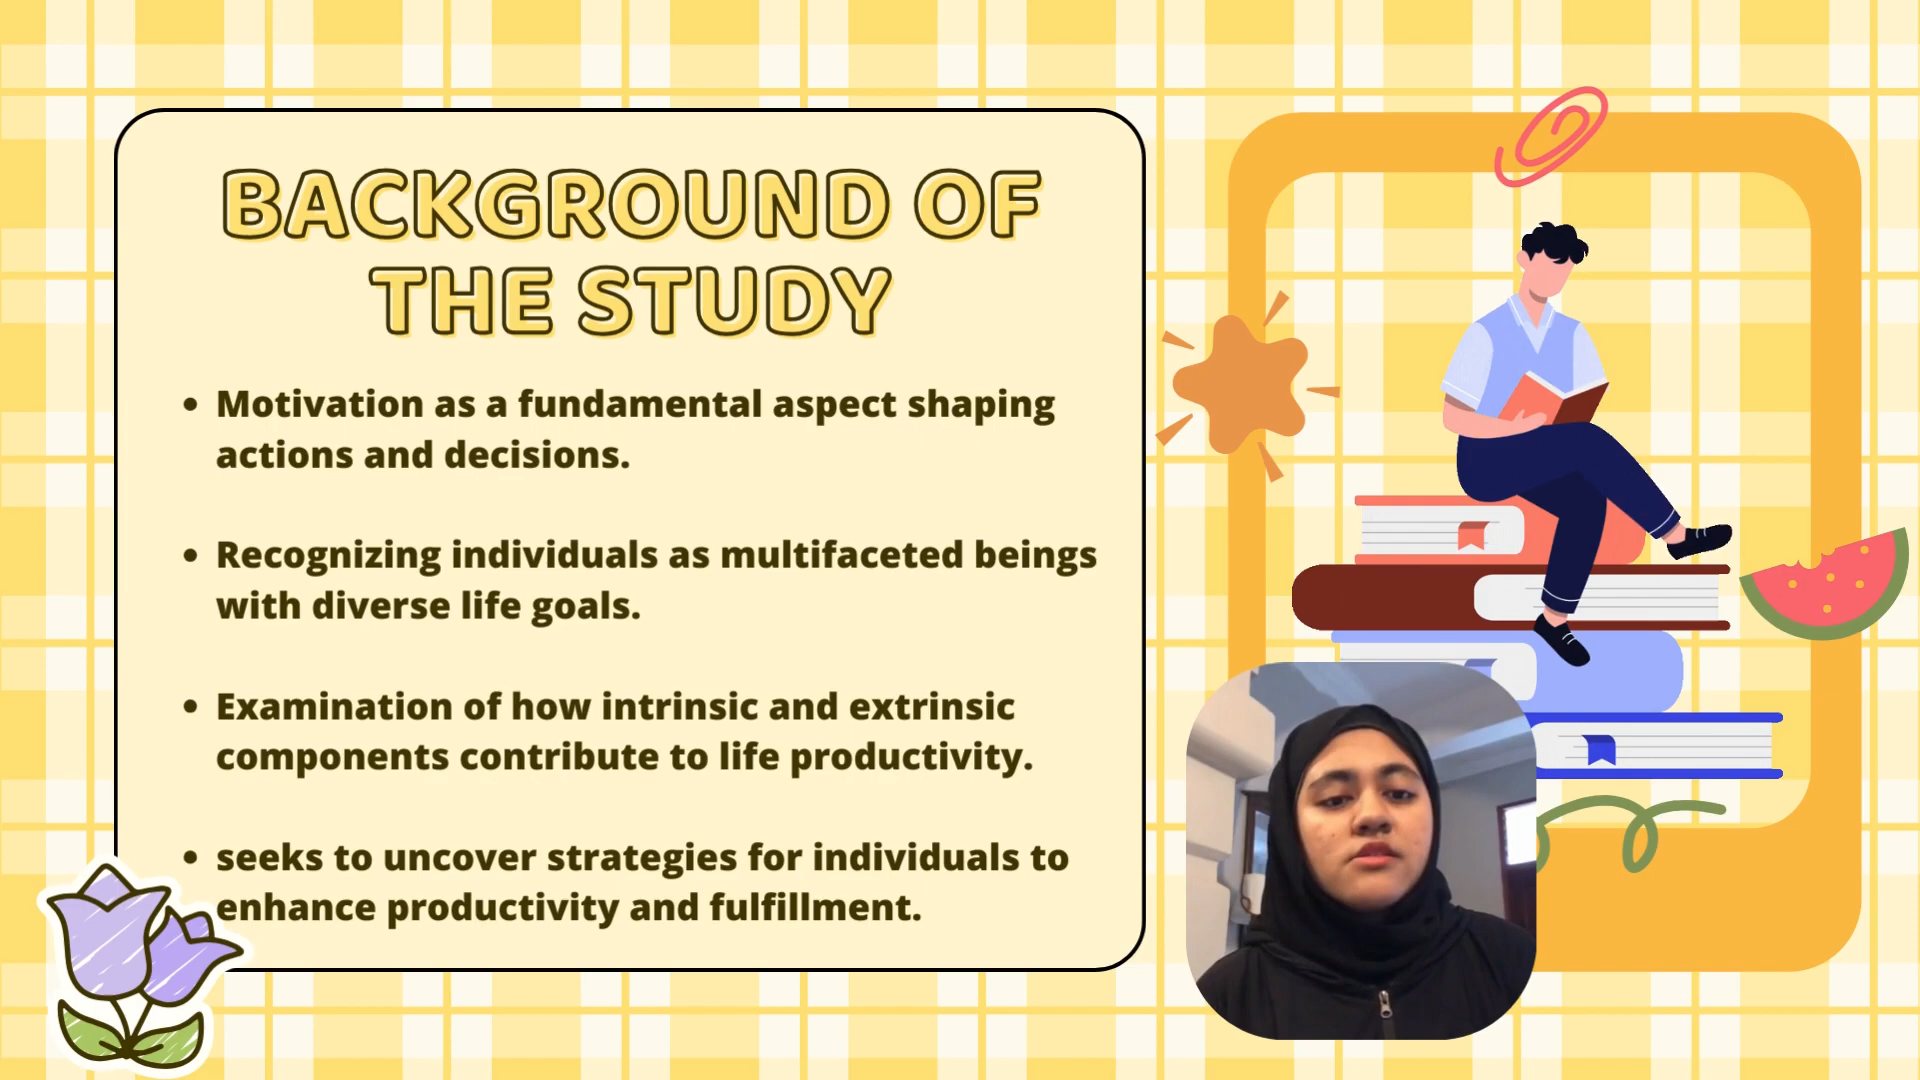 BACKGROUND OF
THE STUDY
• Motivation as a fundamental aspect shaping
actions and decisions.
• Recognizing individuals as multifaceted beings
with diverse life goals.
• Examination of how intrinsic and extrinsic
components contribute to life productivity.
• seeks to uncover strategies for individuals to
enhance productivity and fulfillment.